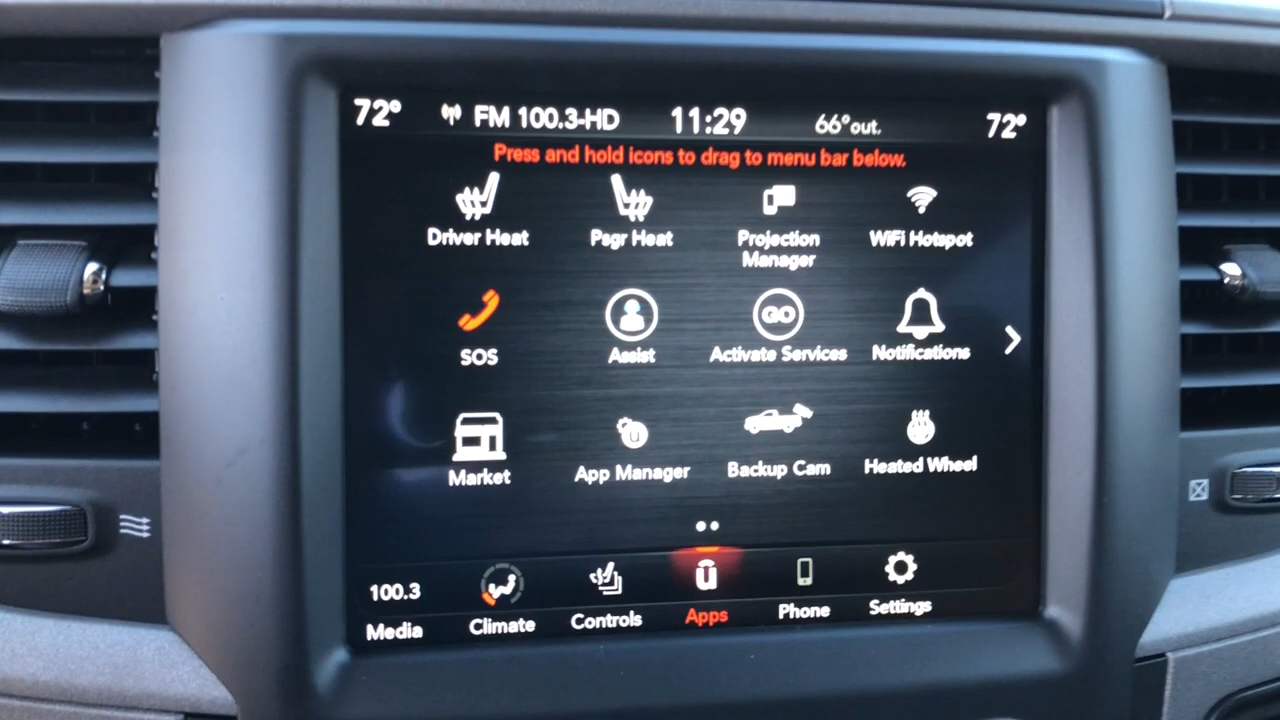 72° FM 100.3-HD 11:29 66° out. 72°
Press and hold icons to drag to menu bar below.
Driver Heat Psgr Heat Projection Manager WiFi Hotspot
SOS Assist GO Activate Services Notifications
Market u App Manager Backup Cam Heated Wheel
100.3 ū
Media Climate Controls Apps Phone Settings